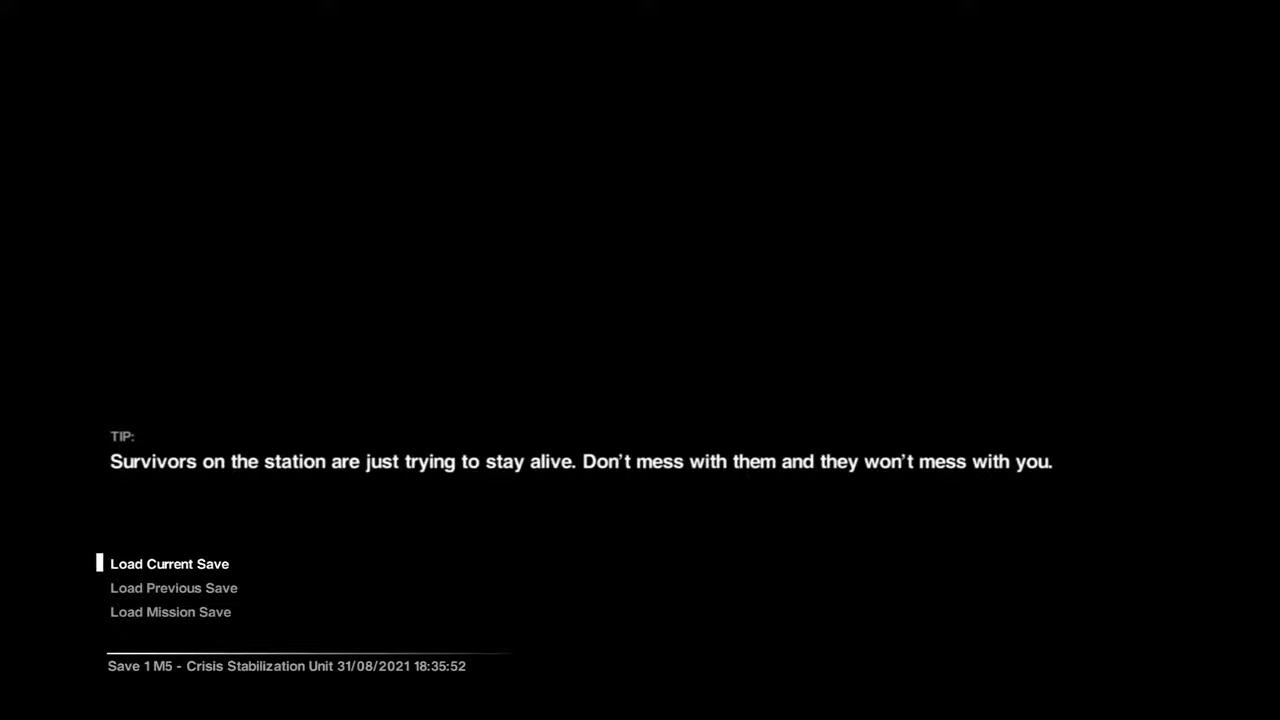 TIP:
Survivors on the station are just trying to stay alive. Don’t mess with them and they won’t mess with you.
Load Current Save
Load Previous Save
Load Mission Save
Save 1 M5 - Crisis Stabilization Unit 31/08/2021 18:35:52